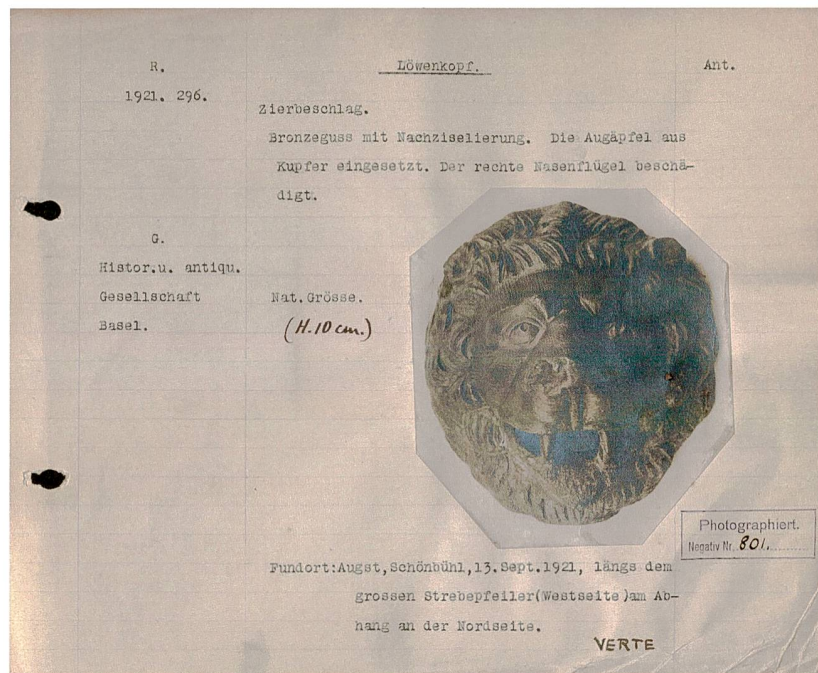 R.
Löwenkopf.
Ant.
1921. 296.
Zierbeschlag.
Bronzeguss mit Nachziselierung. Die Augäpfel aus
Kupfer eingesetzt. Der rechte Nasenflügel beschä-
digt.
G.
Histor.u. antiqu.
Gesellschaft
Basel.
Nat.Grösse.
(H.10 cm.)
Photographiert.
Negativ Nr. 801.
Fundort:Augst,Schönbühl,13.Sept.1921, längs dem
grossen Strebepfeiler(Westseite)am Ab-
hang an der Nordseite.
VERTE